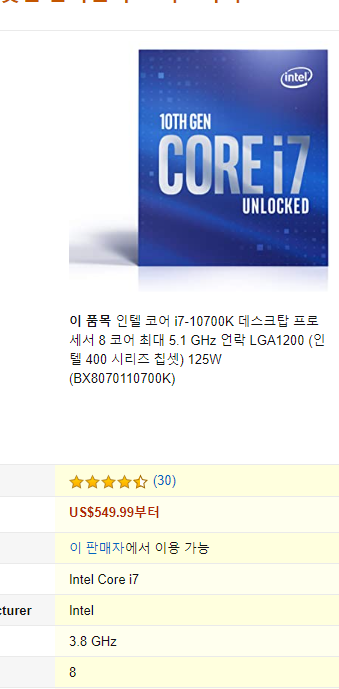 intel
10TH GEN
CORE i7
UNLOCKED
이 품목 인텔 코어 i7-10700K 데스크탑 프로
세서 8 코어 최대 5.1 GHz 언락 LGA1200 (인
텔 400 시리즈 칩셋) 125W
(BX8070110700K)
(30)
US$549.99부터
이 판매자에서 이용 가능
Intel Core i7
cturer Intel
3.8 GHz
8